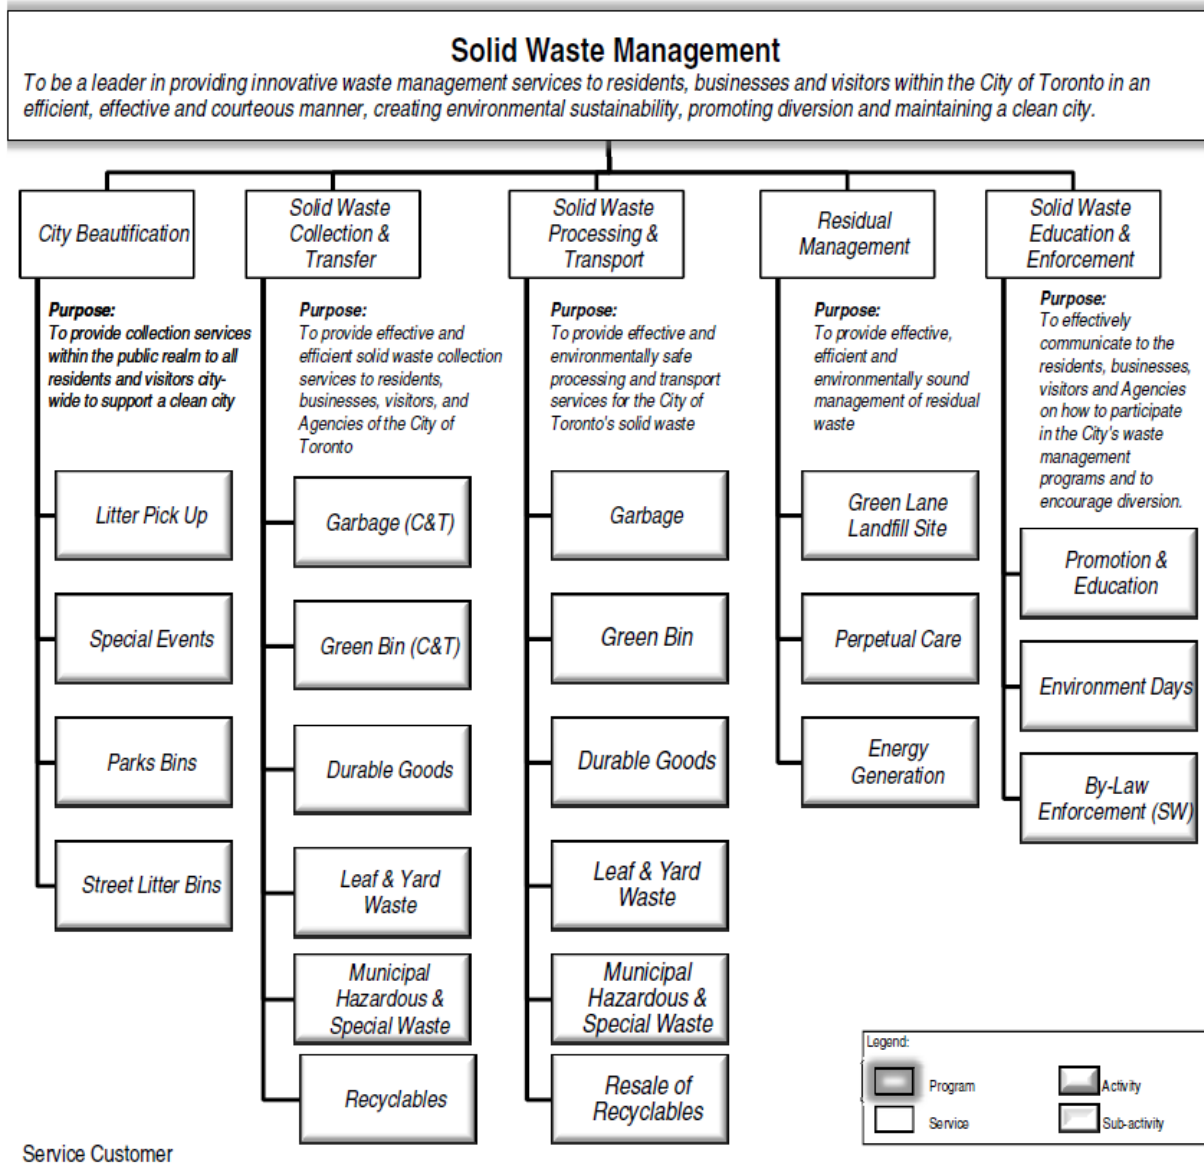 Solid Waste Management
To be a leader in providing innovative waste management services to residents, businesses and visitors within the City of Toronto in an
efficient, effective and courteous manner, creating environmental sustainability, promoting diversion and maintaining a clean city.
City Beautification
Purpose:
To provide collection services
within the public realm to all
residents and visitors city-
wide to support a clean city
Litter Pick Up
Special Events
Parks Bins
Street Litter Bins
Solid Waste
Collection &
Transfer
Purpose:
To provide effective and
efficient solid waste collection
services to residents,
businesses, visitors, and
Agencies of the City of
Toronto
Garbage (C&T)
Green Bin (C&T)
Durable Goods
Leaf & Yard
Waste
Municipal
Hazardous &
Special Waste
Recyclables
Solid Waste
Processing &
Transport
Purpose:
To provide effective and
environmentally safe
processing and transport
services for the City of
Toronto's solid waste
Garbage
Green Bin
Durable Goods
Leaf & Yard
Waste
Municipal
Hazardous &
Special Waste
Resale of
Recyclables
Residual
Management
Purpose:
To provide effective,
efficient and
environmentally sound
management of residual
waste
Green Lane
Landfill Site
Perpetual Care
Energy
Generation
Solid Waste
Education &
Enforcement
Purpose:
To effectively
communicate to the
residents, businesses,
visitors and Agencies
on how to participate
in the City's waste
management
programs and to
encourage diversion.
Promotion &
Education
Environment Days
By-Law
Enforcement (SW)
Legend:
Program
Activity
Service
Sub-activity
Service Customer